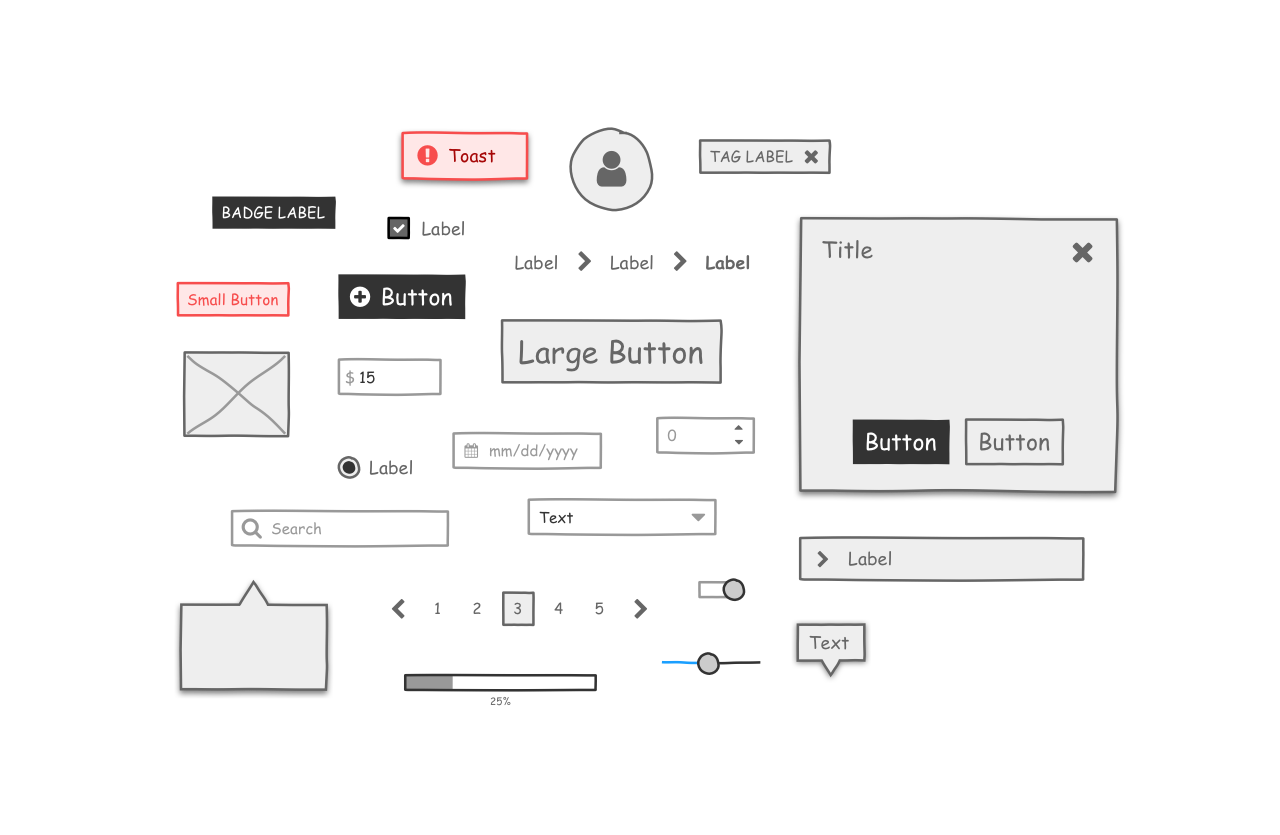 Toast
TAG LABEL
BADGE LABEL
Label
Title
Label
Label
Label
Small Button
Button
Large Button
$ 15
0
mm/dd/yyyy
Button
Button
Label
Text
Search
Label
1 2 3 4 5
Text
25%